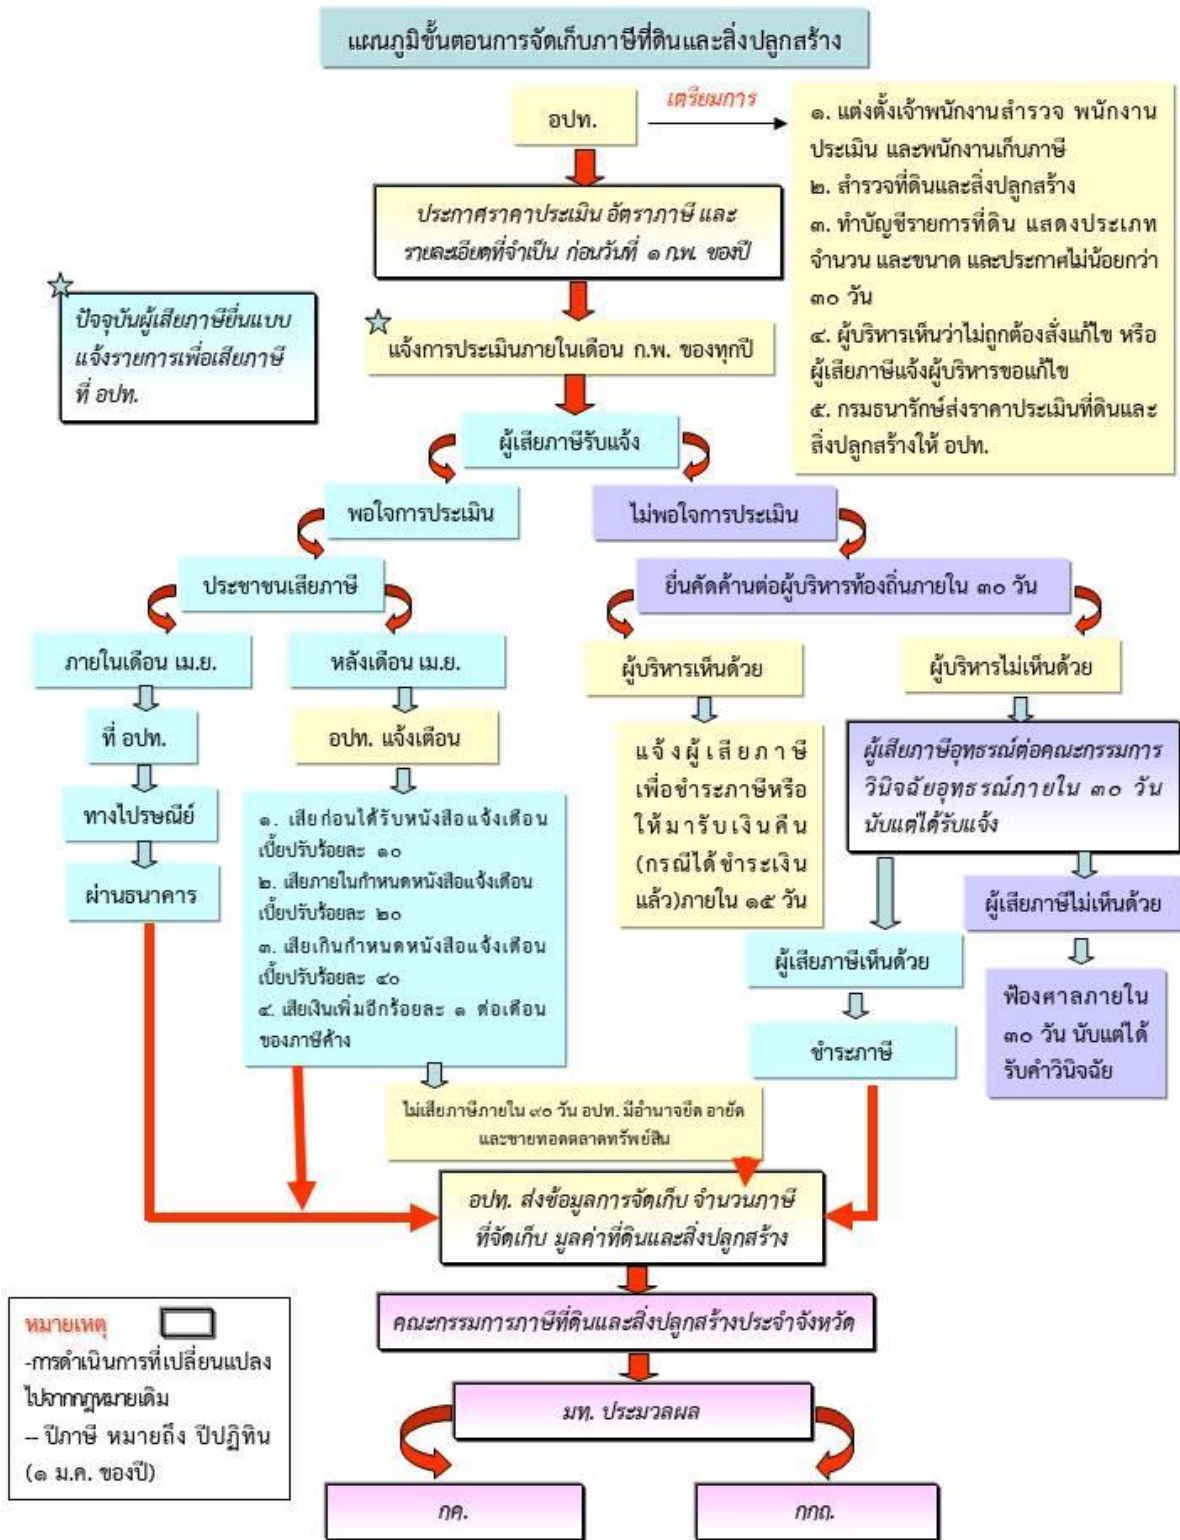 แผนภูมิขั้นตอนการจัดเก็บภาษีที่ดินและสิ่งปลูกสร้าง
อปท.
เตรียมการ
๑. แต่งตั้งเจ้าพนักงานสำรวจ พนักงาน
ประเมิน และพนักงานเก็บภาษี
๒. สำรวจที่ดินและสิ่งปลูกสร้าง
๓. ทำบัญชีรายการที่ดิน แสดงประเภท
จำนวน และขนาด และประกาศไม่น้อยกว่า
๓๐ วัน
๔. ผู้บริหารเห็นว่าไม่ถูกต้องสั่งแก้ไข หรือ
ผู้เสียภาษีแจ้งผู้บริหารขอแก้ไข
๕. กรมธนารักษ์ส่งราคาประเมินที่ดินและ
สิ่งปลูกสร้างให้ อปท.
ประกาศราคาประเมิน อัตราภาษี และ
รายละเอียดที่จำเป็น ก่อนวันที่ ๑ ก.พ. ของปี
ปัจจุบันผู้เสียภาษียื่นแบบ
แจ้งรายการเพื่อเสียภาษี
ที่ อปท.
แจ้งการประเมินภายในเดือน ก.พ. ของทุกปี
ผู้เสียภาษีรับแจ้ง
พอใจการประเมิน
ไม่พอใจการประเมิน
ประชาชนเสียภาษี
ยื่นคัดค้านต่อผู้บริหารท้องถิ่นภายใน ๓๐ วัน
ภายในเดือน เม.ย.
หลังเดือน เม.ย.
ผู้บริหารเห็นด้วย
ผู้บริหารไม่เห็นด้วย
ที่ อปท.
อปท. แจ้งเตือน
แจ้งผู้เสียภาษี
เพื่อชำระภาษีหรือ
ให้มารับเงินคืน
(กรณีได้ชำระเงิน
แล้ว)ภายใน ๑๕ วัน
ผู้เสียภาษีอุทธรณ์ต่อคณะกรรมการ
วินิจฉัยอุทธรณ์ภายใน ๓๐ วัน
นับแต่ได้รับแจ้ง
ทางไปรษณีย์
ผ่านธนาคาร
๑. เสียก่อนได้รับหนังสือแจ้งเตือน
เบี้ยปรับร้อยละ ๑๐
๒. เสียภายในกำหนดหนังสือแจ้งเตือน
เบี้ยปรับร้อยละ ๒๐
๓. เสียเกินกำหนดหนังสือแจ้งเตือน
เบี้ยปรับร้อยละ ๔๐
๔. เสียเงินเพิ่มอีกร้อยละ ๑ ต่อเดือน
ของภาษีค้าง
ผู้เสียภาษีไม่เห็นด้วย
ผู้เสียภาษีเห็นด้วย
ฟ้องศาลภายใน
๓๐ วัน นับแต่ได้
รับคำวินิจฉัย
ชำระภาษี
ไม่เสียภาษีภายใน ๙๐ วัน อปท. มีอำนาจยึด อายัด
และขายทอดตลาดทรัพย์สิน
อปท. ส่งข้อมูลการจัดเก็บ จำนวนภาษี
ที่จัดเก็บ มูลค่าที่ดินและสิ่งปลูกสร้าง
คณะกรรมการภาษีที่ดินและสิ่งปลูกสร้างประจำจังหวัด
มท. ประมวลผล
กค.
กกถ.
หมายเหตุ
-การดำเนินการที่เปลี่ยนแปลง
ไปจากกฎหมายเดิม
– ปีภาษี หมายถึง ปีปฏิทิน
(๑ ม.ค. ของปี)